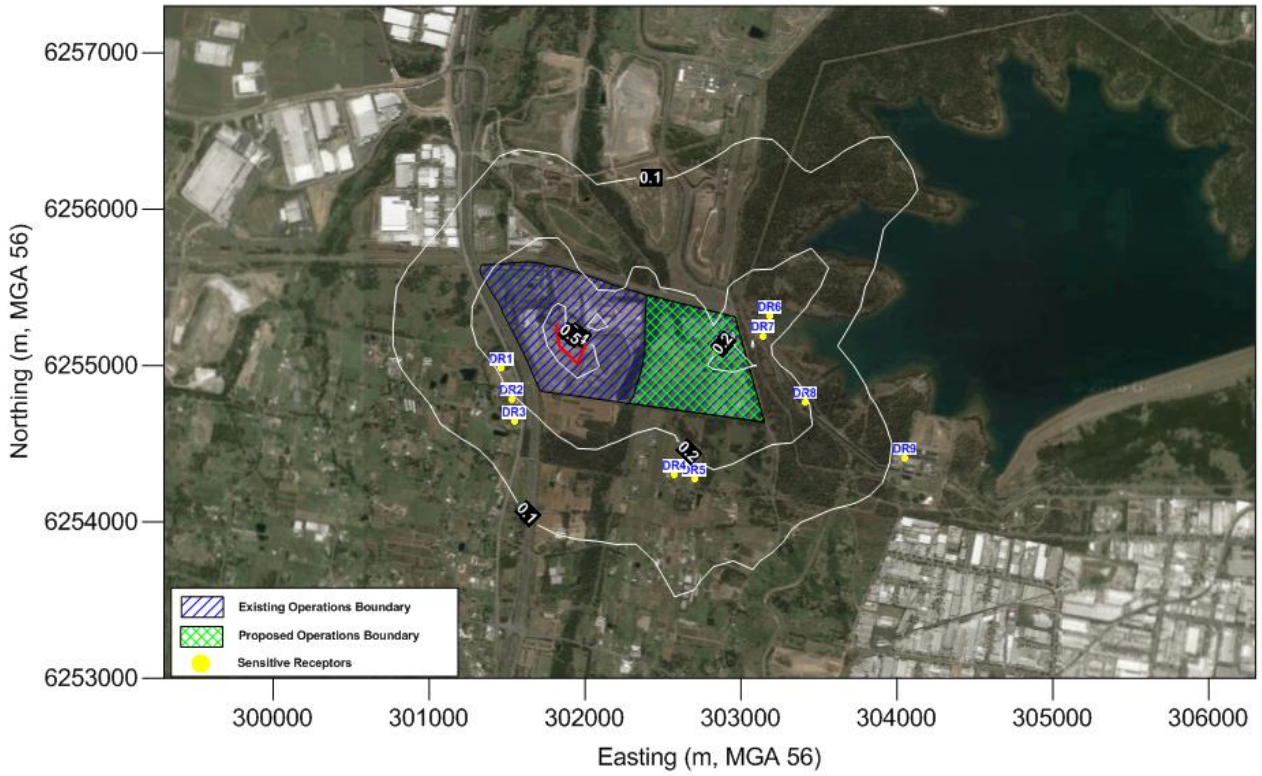 6257000
6256000
6255000
6254000
6253000
Northing (m, MGA 56)
0.1
0.2
0.2
0.1
DR1
DR2
DR3
DR4
DR5
DR6
DR7
DR8
DR9
Existing Operations Boundary
Proposed Operations Boundary
Sensitive Receptors
300000 301000 302000 303000 304000 305000 306000
Easting (m, MGA 56)